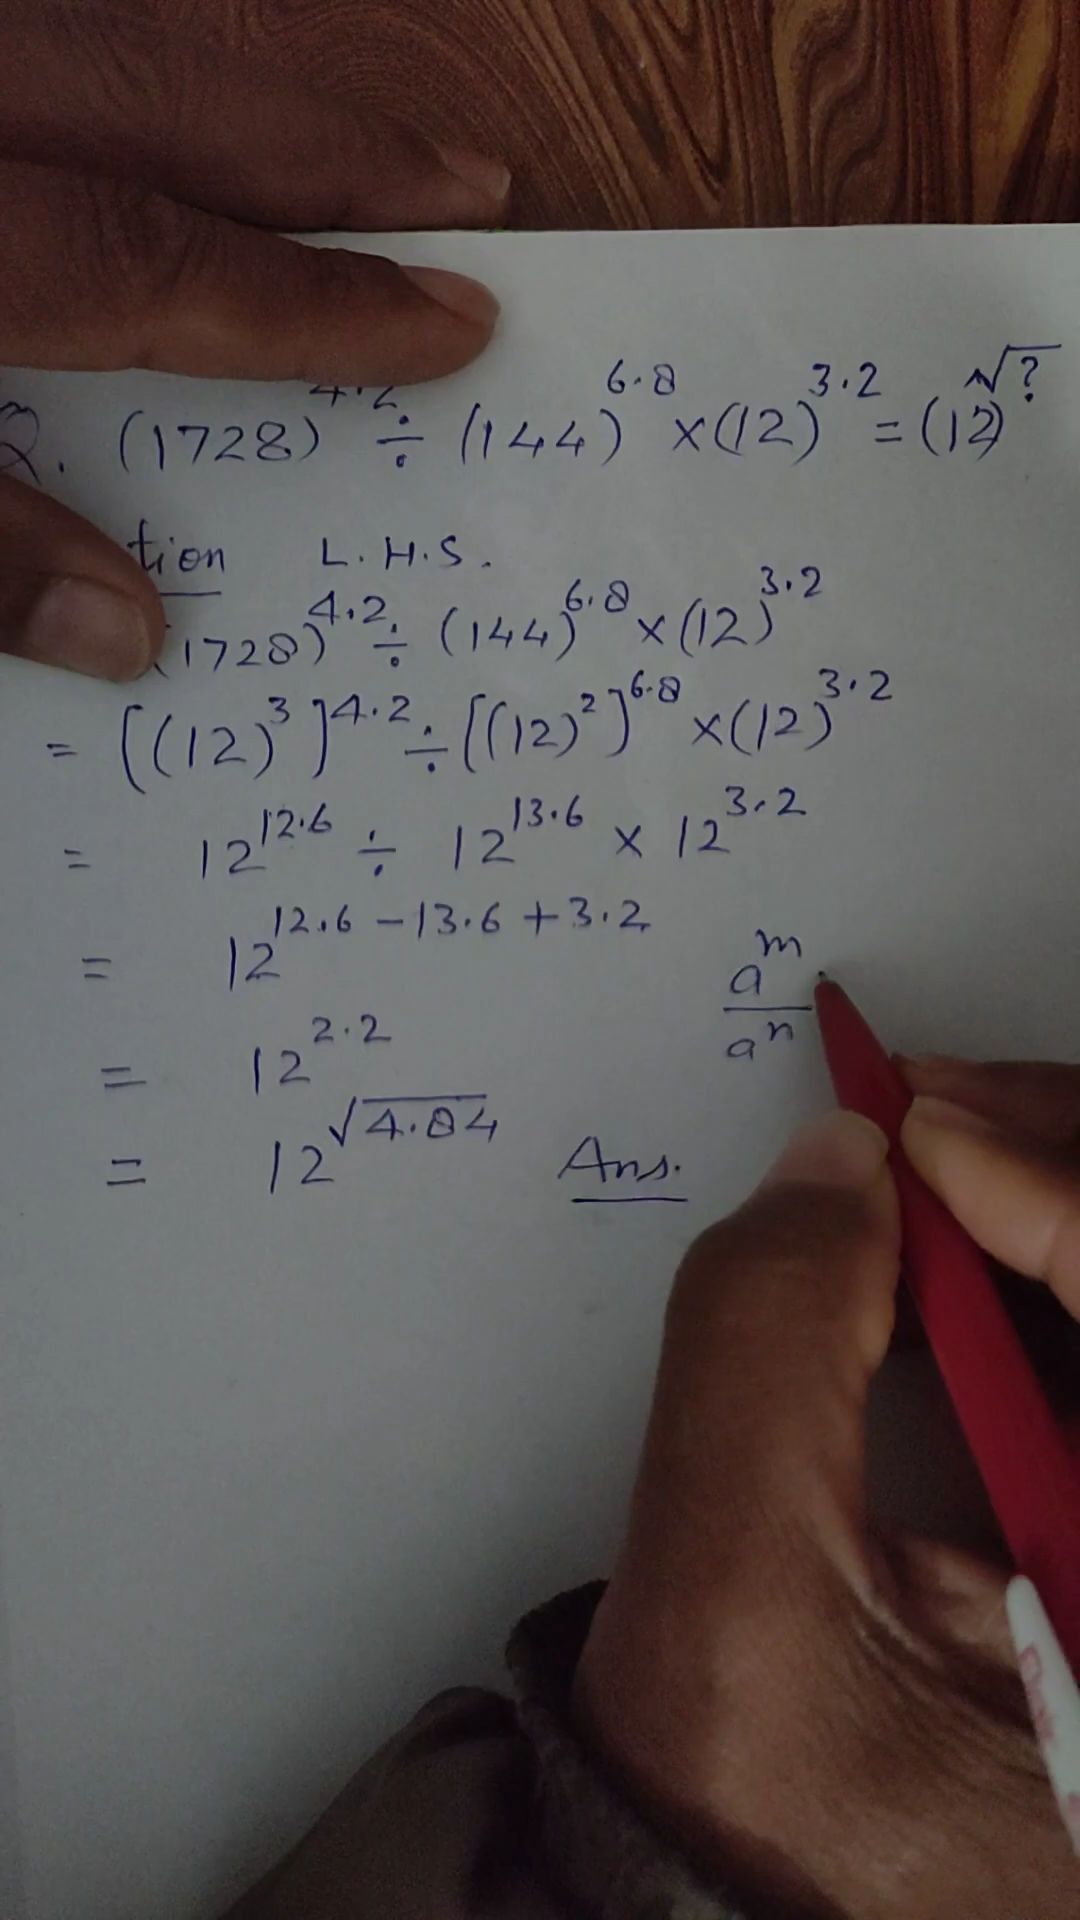 2. (1728)^4.2 ÷ (144)^6.8 × (12)^3.2 = (12)^√?
tion L.H.S.
(1728)^4.2 ÷ (144)^6.8 × (12)^3.2
= [(12)^3]^4.2 ÷ [(12)^2]^6.8 × (12)^3.2
= 12^12.6 ÷ 12^13.6 × 12^3.2
= 12^12.6 - 13.6 + 3.2
a^m
a^n
= 12^2.2
= 12^√4.84 Ans.